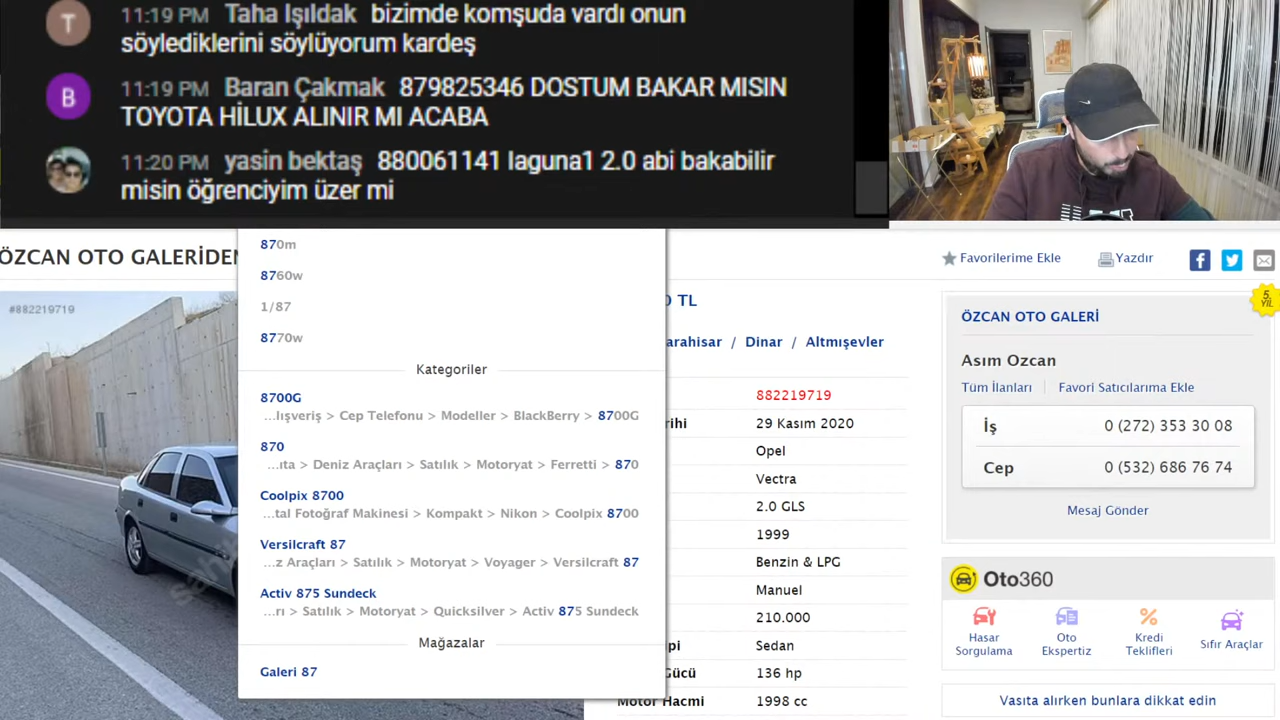 T 11:19 PM Taha Işıldak bizimde komşuda vardı onun
söylediklerini söylüyorum kardeş
B 11:19 PM Baran Çakmak 879825346 DOSTUM BAKAR MISIN
TOYOTA HİLUX ALINIR MI ACABA
11:20 PM yasin bektaş 880061141 laguna1 2.0 abi bakabilir
misin öğrenciyim üzer mi
ÖZCAN OTO GALERİDEN
#882219719
870m
8760w
1/87
8770w
Kategoriler
8700G
...lışveriş > Cep Telefonu > Modeller > BlackBerry > 8700G
870
...ıta > Deniz Araçları > Satılık > Motoryat > Ferretti > 870
Coolpix 8700
...tal Fotoğraf Makinesi > Kompakt > Nikon > Coolpix 8700
Versilcraft 87
...z Araçları > Satılık > Motoryat > Voyager > Versilcraft 87
Activ 875 Sundeck
...rı > Satılık > Motoryat > Quicksilver > Activ 875 Sundeck
Mağazalar
Galeri 87
0 TL
arahisar / Dinar / Altmışevler
882219719
rihi 29 Kasım 2020
Opel
Vectra
2.0 GLS
1999
Benzin & LPG
Manuel
210.000
pi Sedan
Gücü 136 hp
Motor Hacmi 1998 cc
Favorilerime Ekle Yazdır
5.
YIL
ÖZCAN OTO GALERİ
Asım Ozcan
Tüm İlanları Favori Satıcılarıma Ekle
İş 0 (272) 353 30 08
Cep 0 (532) 686 76 74
Mesaj Gönder
Oto360
Hasar
Sorgulama
Oto
Ekspertiz
Kredi
Teklifleri
Sıfır Araçlar
Vasıta alırken bunlara dikkat edin